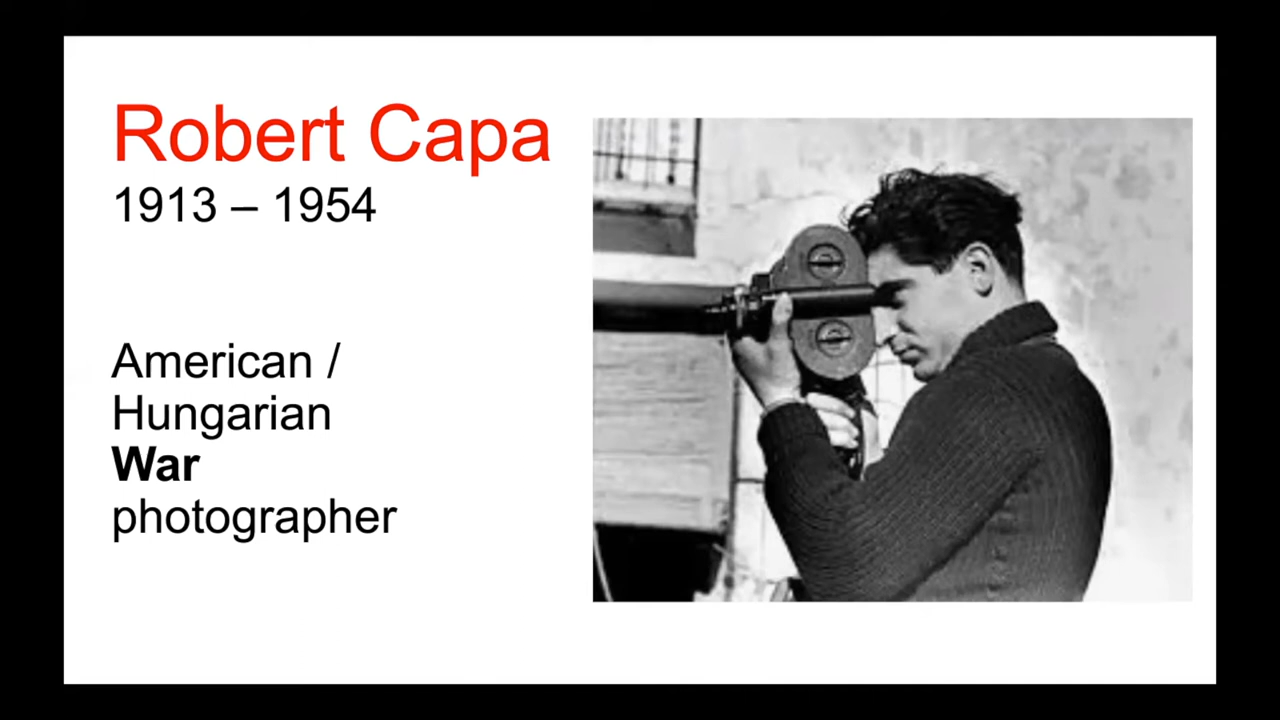 Robert Capa
1913 – 1954
American /
Hungarian
War
photographer